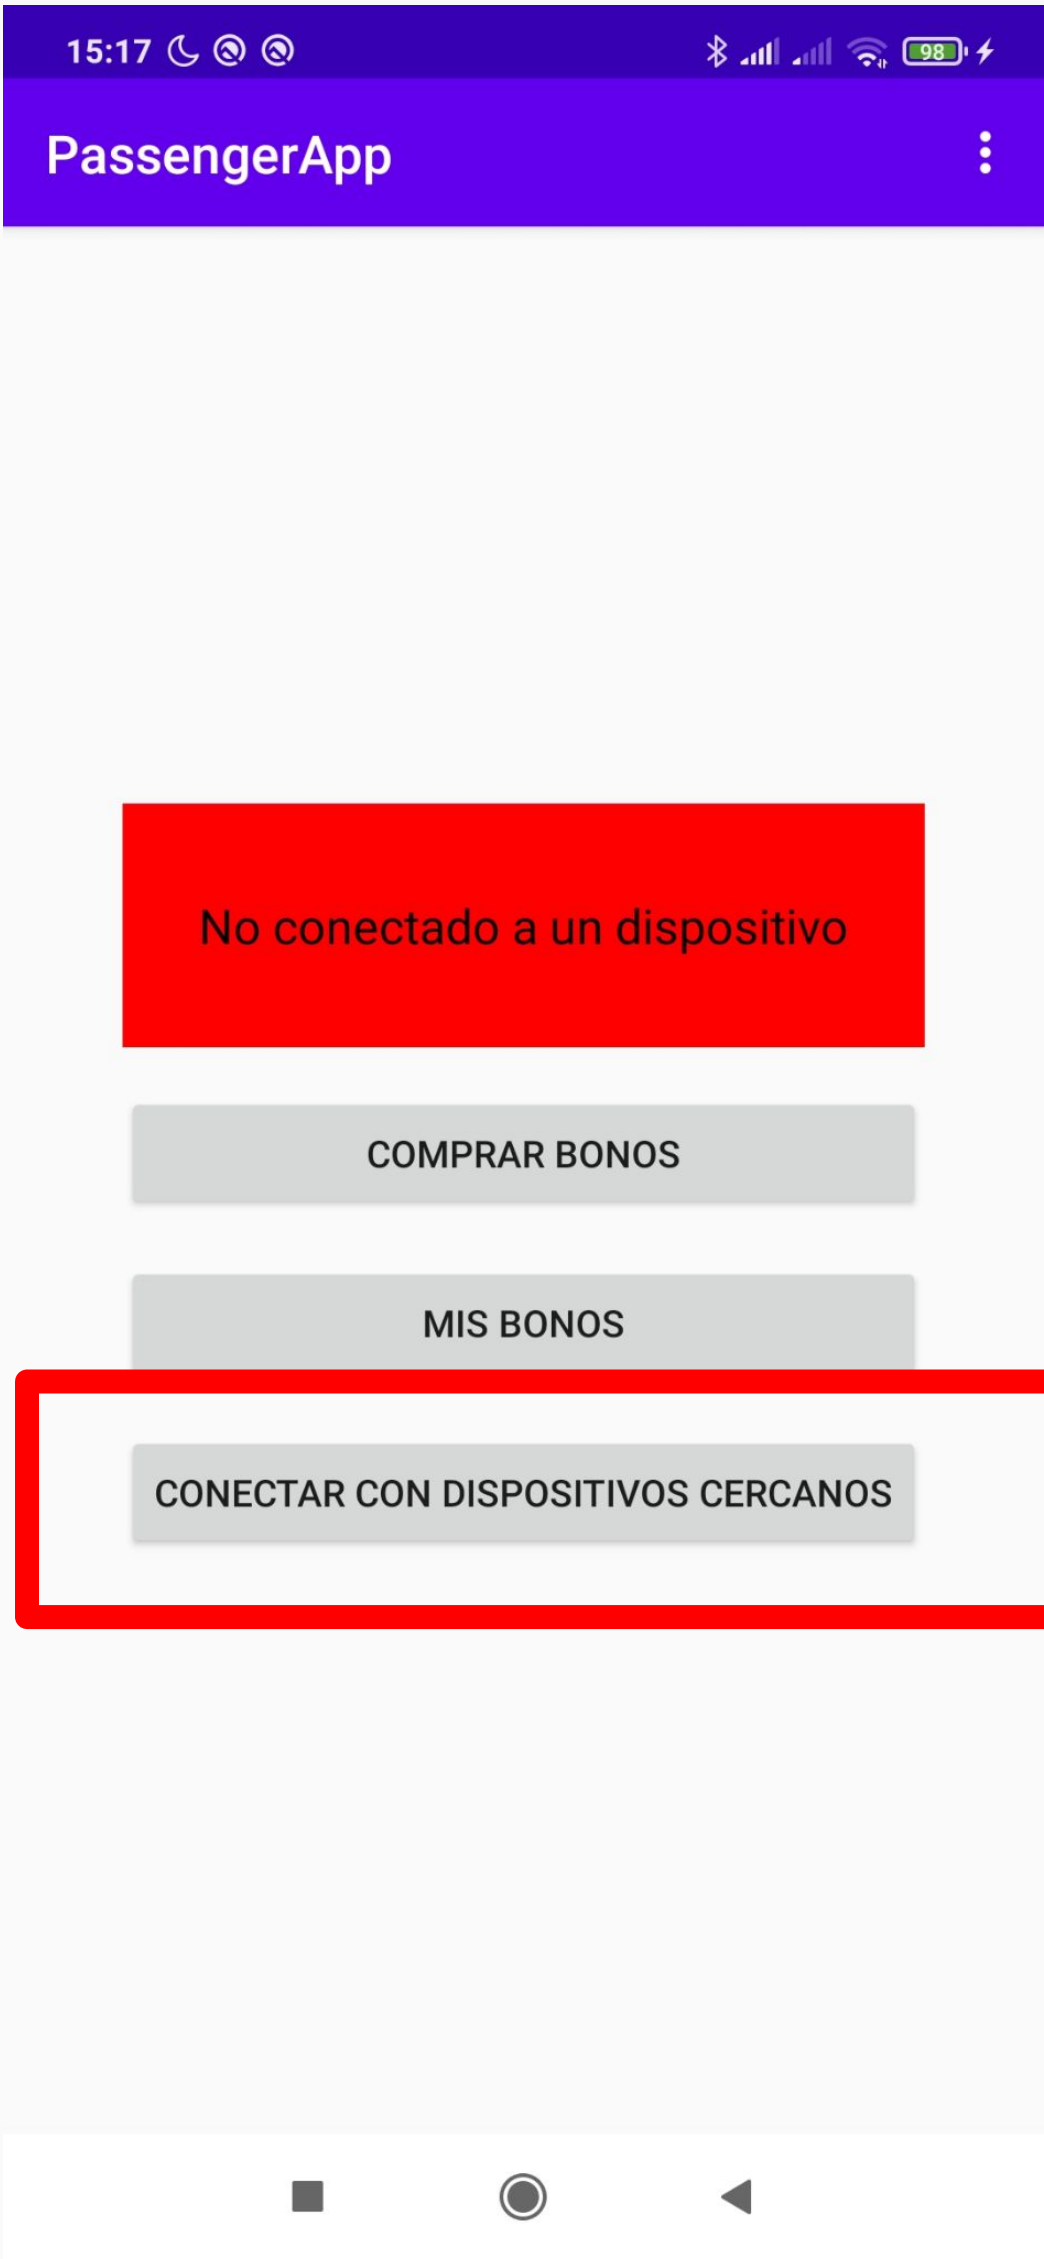 15:17
98
PassengerApp
No conectado a un dispositivo
COMPRAR BONOS
MIS BONOS
CONECTAR CON DISPOSITIVOS CERCANOS